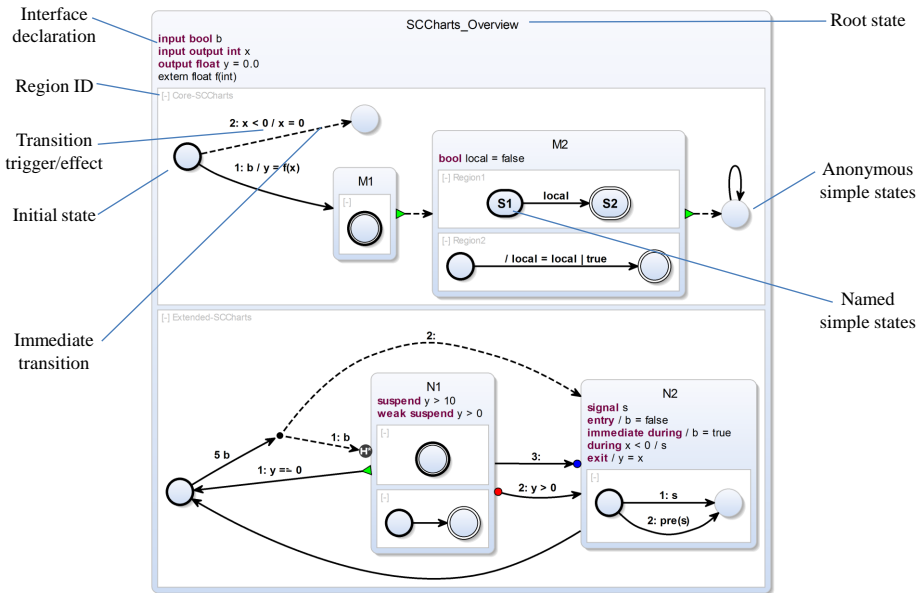 Interface
declaration
SCCharts_Overview
Root state
input bool b
input output int x
output float y = 0.0
extern float f(int)
Region ID
[-] Core-SCCharts
2: x < 0 / x = 0
Transition
trigger/effect
1: b / y = f(x)
M1
[-]
M2
bool local = false
[-] Region1
S1
local
S2
[-] Region2
/ local = local | true
Anonymous
simple states
Initial state
Named
simple states
Immediate
transition
[-] Extended-SCCharts
2:
N1
suspend y > 10
weak suspend y > 0
[-]
[-]
1: b
H*
5 b
1: y = 0
3:
2: y > 0
N2
signal s
entry / b = false
immediate during / b = true
during x < 0 / s
exit / y = x
[-]
1: s
2: pre(s)